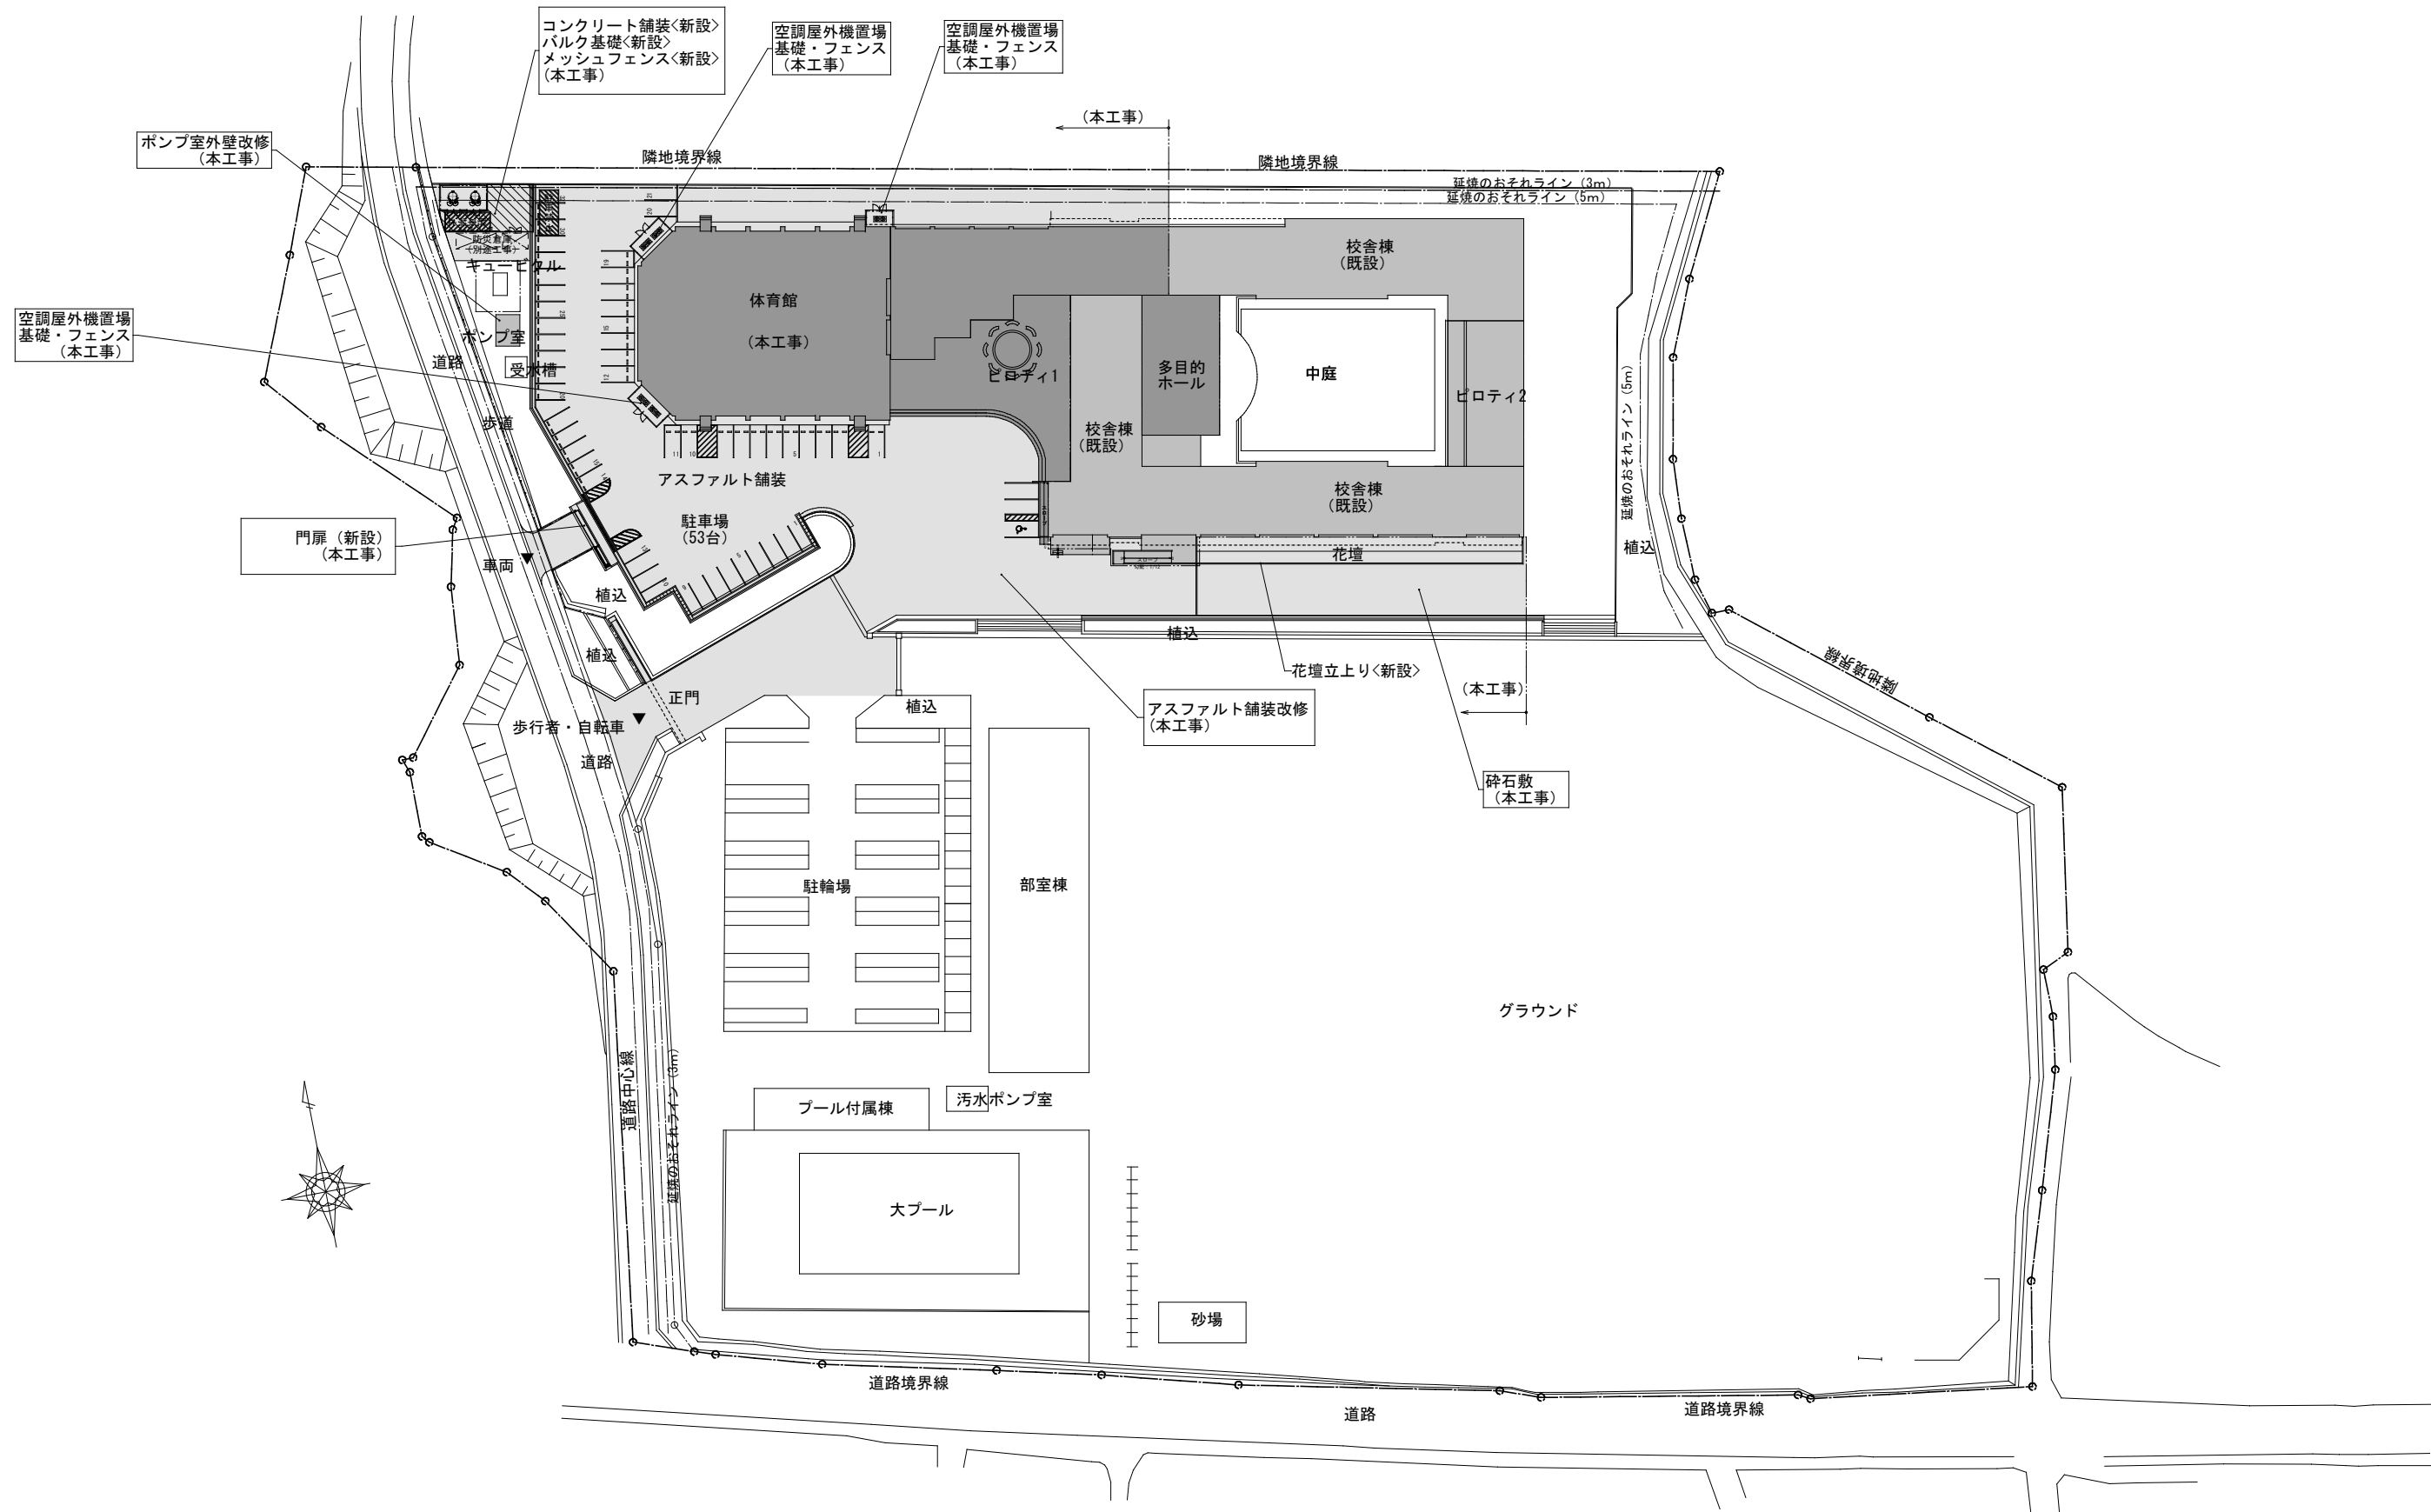 コンクリート舗装<新設>
バルク基礎<新設>
メッシュフェンス<新設>
(本工事)
空調屋外機置場
基礎・フェンス
(本工事)
空調屋外機置場
基礎・フェンス
(本工事)
(本工事)
ポンプ室外壁改修
(本工事)
隣地境界線
隣地境界線
延焼のおそれライン (3m)
延焼のおそれライン (5m)
防災倉庫
(別途工事)
キュービクル
校舎棟
(既設)
体育館
(本工事)
空調屋外機置場
基礎・フェンス
(本工事)
ポンプ室
道路
受水槽
ピロティ1
多目的
ホール
中庭
ピロティ2
延焼のおそれライン (5m)
歩道
校舎棟
(既設)
アスファルト舗装
校舎棟
(既設)
駐車場
(53台)
門扉 (新設)
(本工事)
スロープ
車両
花壇
植込
植込
植込
植込
植込
隣地境界線
花壇立上り<新設>
正門
(本工事)
植込
アスファルト舗装改修
(本工事)
歩行者・自転車
道路
砕石敷
(本工事)
駐輪場
部室棟
グラウンド
道路中心線
延焼のおそれライン (3m)
プール付属棟
汚水ポンプ室
大プール
砂場
道路境界線
道路
道路境界線